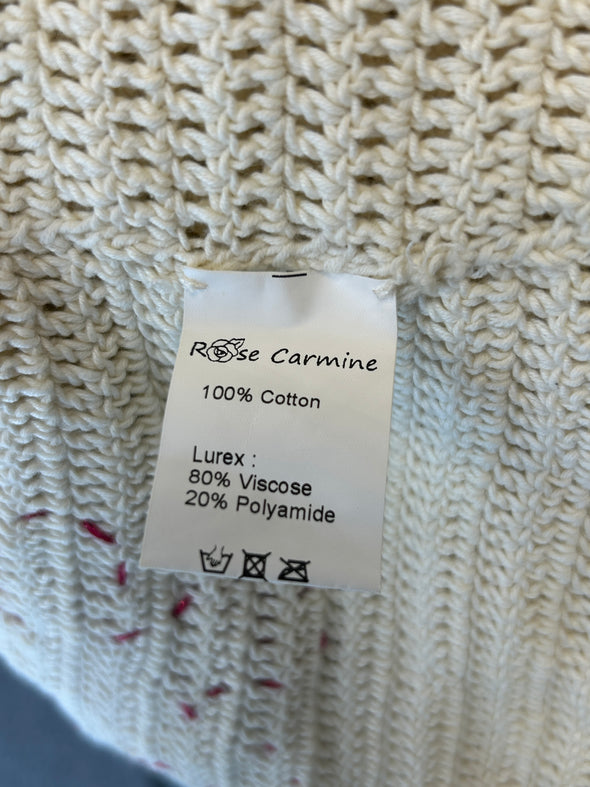 Rose Carmine
100% Cotton
Lurex :
80% Viscose
20% Polyamide